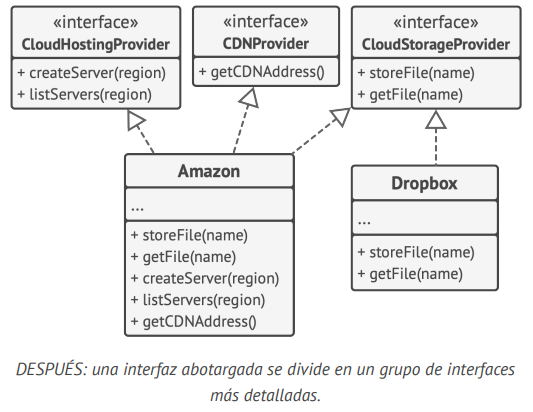 «interface»
CloudHostingProvider
+ createServer(region)
+ listServers(region)
«interface»
CDNProvider
+ getCDNAddress()
«interface»
CloudStorageProvider
+ storeFile(name)
+ getFile(name)
Amazon
...
+ storeFile(name)
+ getFile(name)
+ createServer(region)
+ listServers(region)
+ getCDNAddress()
Dropbox
...
+ storeFile(name)
+ getFile(name)
DESPUÉS: una interfaz abotargada se divide en un grupo de interfaces
más detalladas.